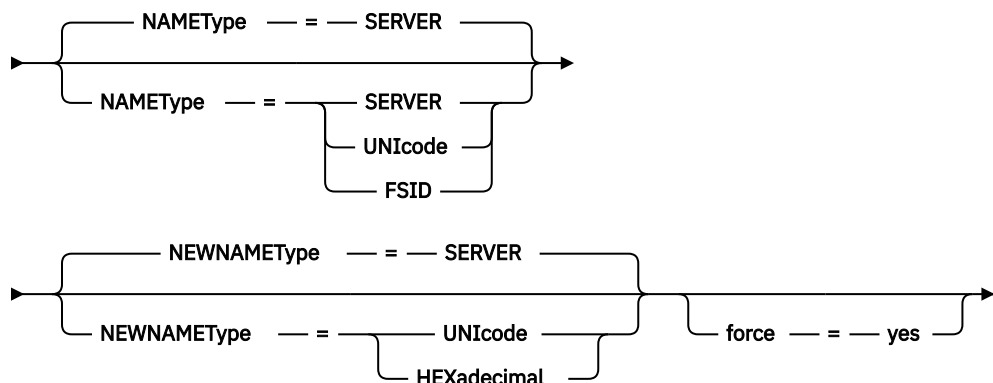 NAMEType = SERVER
NAMEType = SERVER
UNIcode
FSID
NEWNAMEType = SERVER
NEWNAMEType = UNIcode
force = yes
HEXadecimal